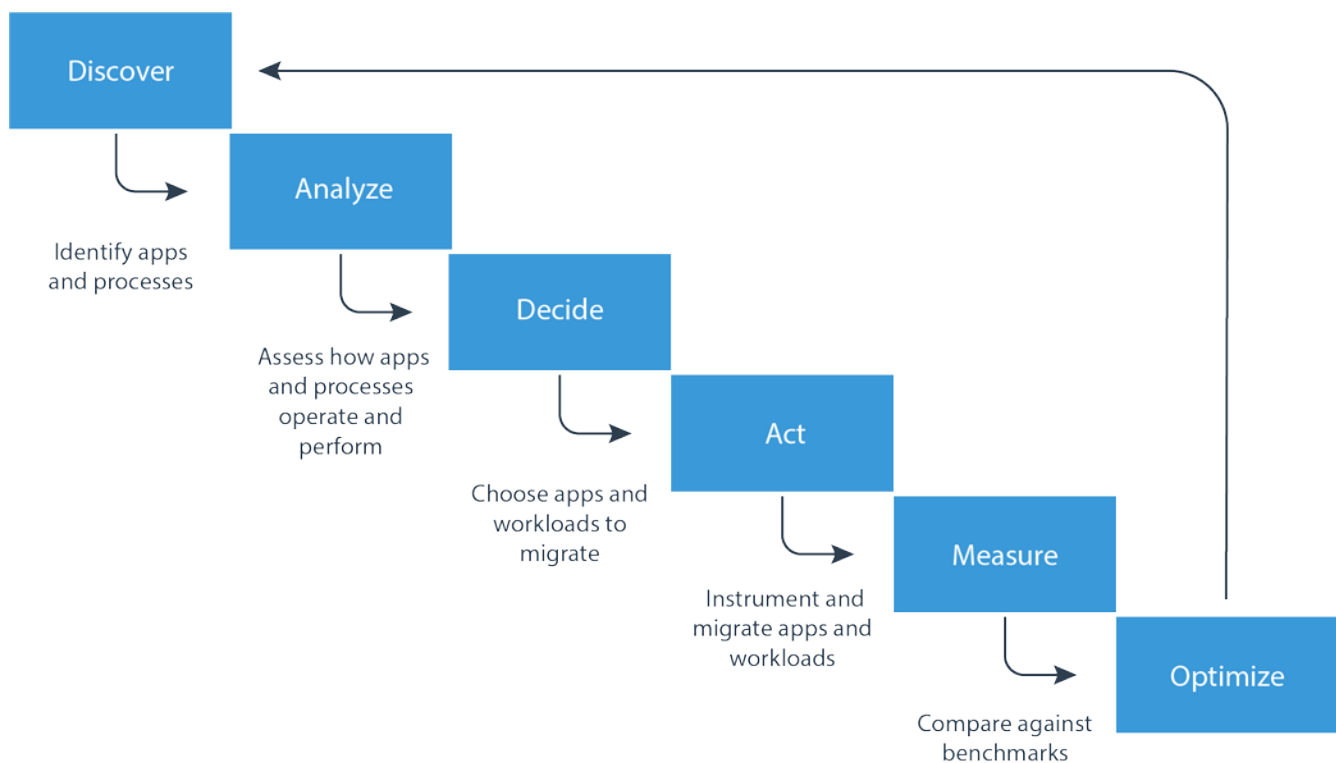 Discover
Analyze
Identify apps
and processes
Decide
Assess how apps
and processes
operate and
perform
Act
Choose apps and
workloads to
migrate
Measure
Instrument and
migrate apps and
workloads
Optimize
Compare against
benchmarks